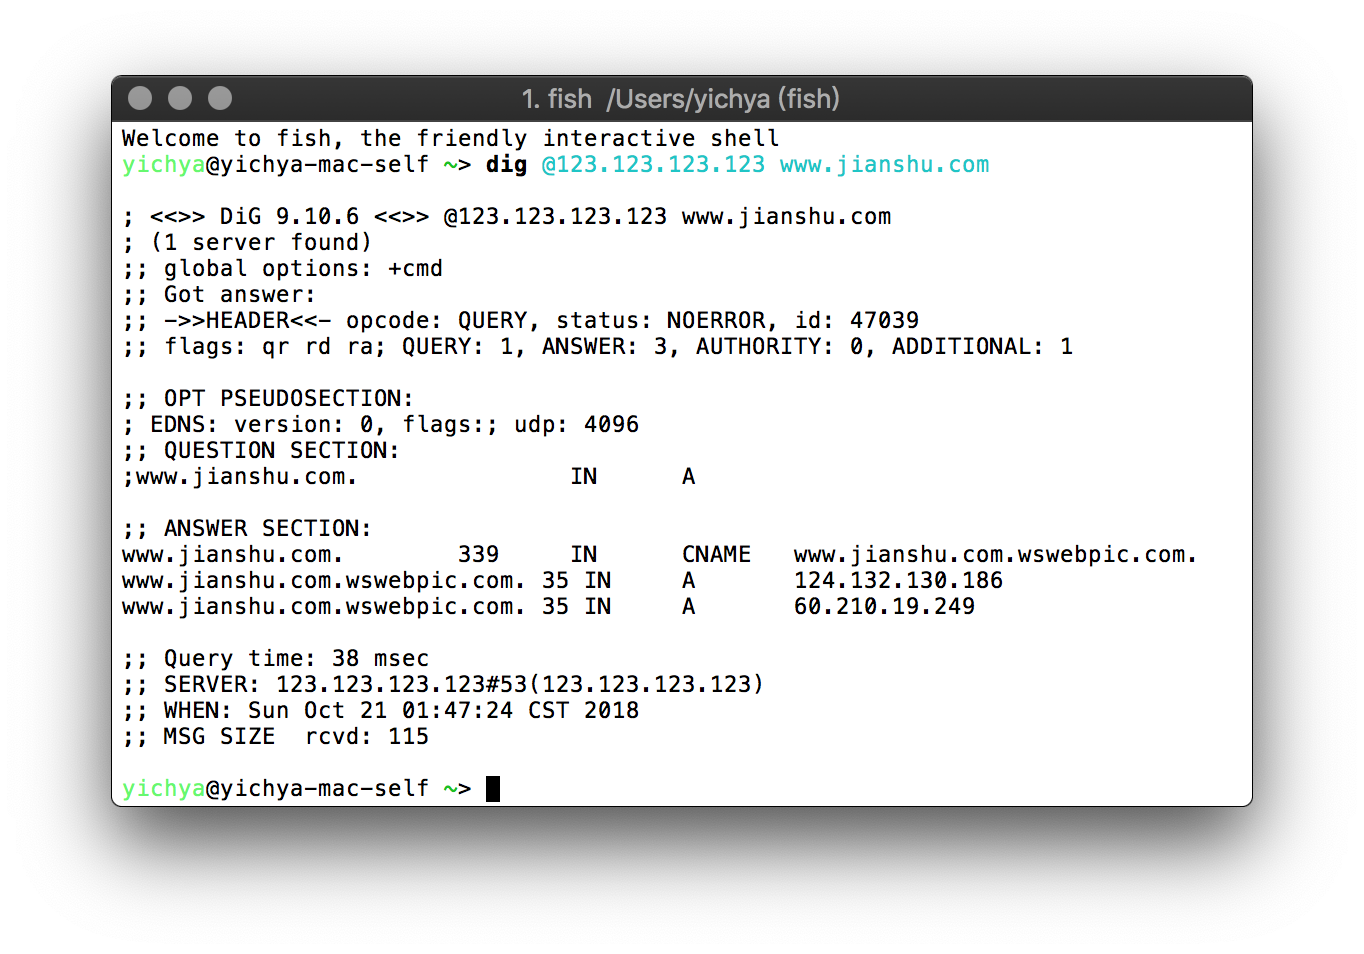 1. fish  /Users/yichya (fish)
Welcome to fish, the friendly interactive shell
yichya@yichya-mac-self ~> dig @123.123.123.123 www.jianshu.com
; <<>> DiG 9.10.6 <<>> @123.123.123.123 www.jianshu.com
; (1 server found)
;; global options: +cmd
;; Got answer:
;; ->>HEADER<<- opcode: QUERY, status: NOERROR, id: 47039
;; flags: qr rd ra; QUERY: 1, ANSWER: 3, AUTHORITY: 0, ADDITIONAL: 1
;; OPT PSEUDOSECTION:
; EDNS: version: 0, flags:; udp: 4096
;; QUESTION SECTION:
;www.jianshu.com.		IN	A
;; ANSWER SECTION:
www.jianshu.com.	339	IN	CNAME	www.jianshu.com.wswebpic.com.
www.jianshu.com.wswebpic.com. 35 IN	A	124.132.130.186
www.jianshu.com.wswebpic.com. 35 IN	A	60.210.19.249
;; Query time: 38 msec
;; SERVER: 123.123.123.123#53(123.123.123.123)
;; WHEN: Sun Oct 21 01:47:24 CST 2018
;; MSG SIZE  rcvd: 115
yichya@yichya-mac-self ~>